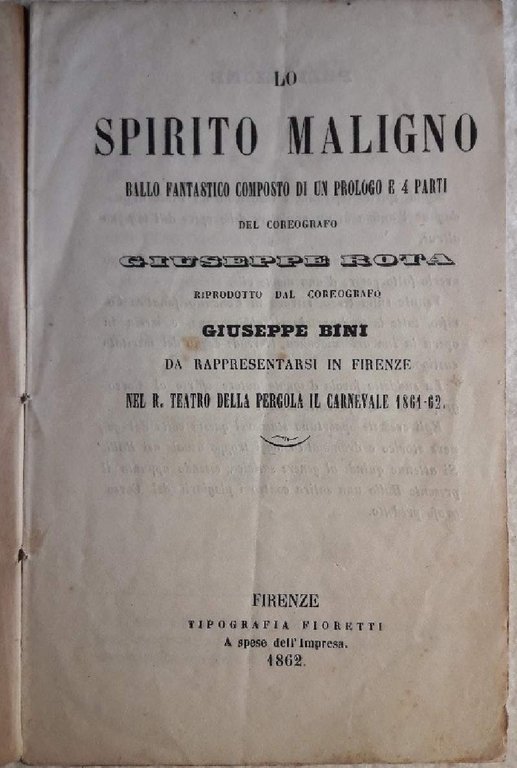 LO
SPIRITO MALIGNO
BALLO FANTASTICO COMPOSTO DI UN PROLOGO E 4 PARTI
DEL COREOGRAFO
GIUSEPPE ROTA
RIPRODOTTO DAL COREOGRAFO
GIUSEPPE BINI
DA RAPPRESENTARSI IN FIRENZE
NEL R. TEATRO DELLA PERGOLA IL CARNEVALE 1861-62.
FIRENZE
TIPOGRAFIA FIORETTI
A spese dell'Impresa.
1862.